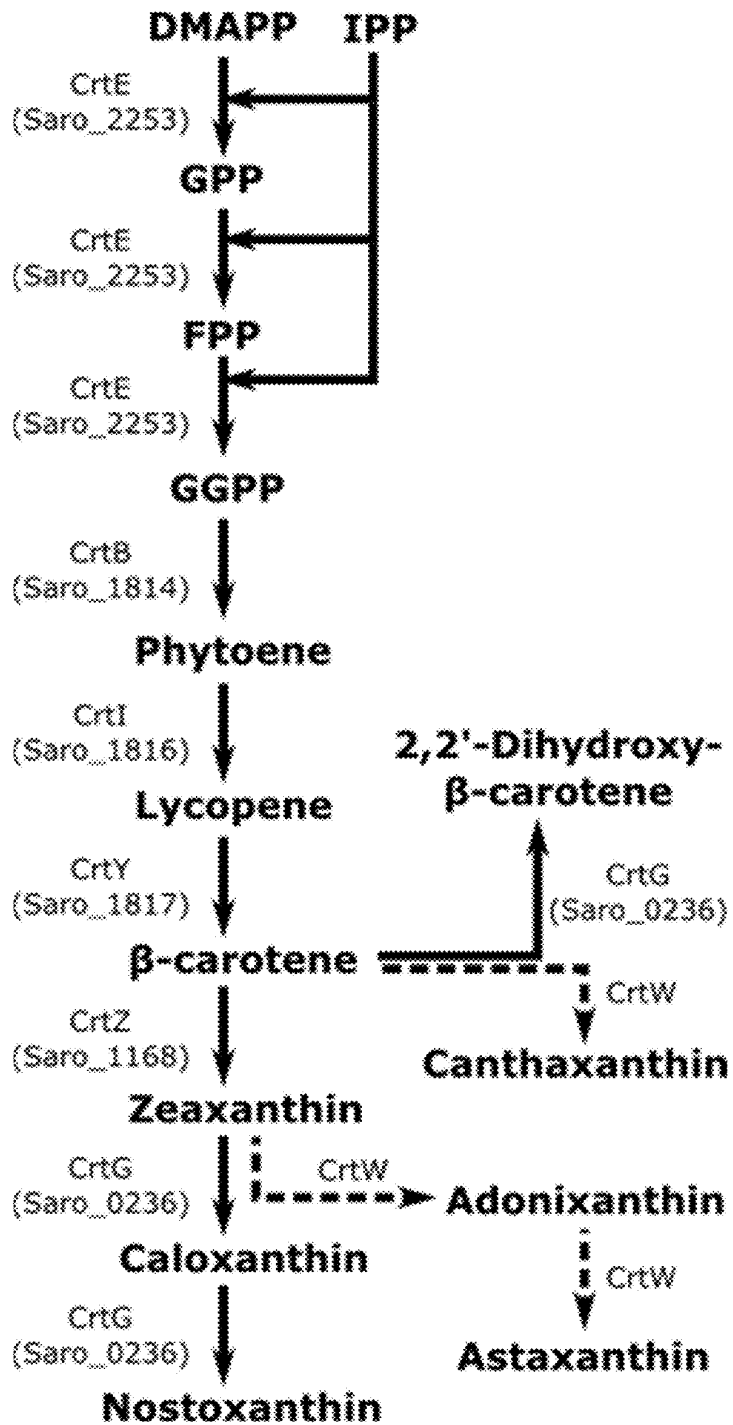 DMAPP IPP
CrtE
(Saro_2253)
GPP
CrtE
(Saro_2253)
FPP
CrtE
(Saro_2253)
GGPP
CrtB
(Saro_1814)
Phytoene
CrtI
(Saro_1816)
2,2'-Dihydroxy-
β-carotene
Lycopene
CrtY
(Saro_1817)
CrtG
(Saro_0236)
β-carotene
CrtW
CrtZ
(Saro_1168)
Canthaxanthin
Zeaxanthin
CrtG
(Saro_0236)
CrtW
Adonixanthin
Caloxanthin
CrtW
CrtG
(Saro_0236)
Astaxanthin
Nostoxanthin